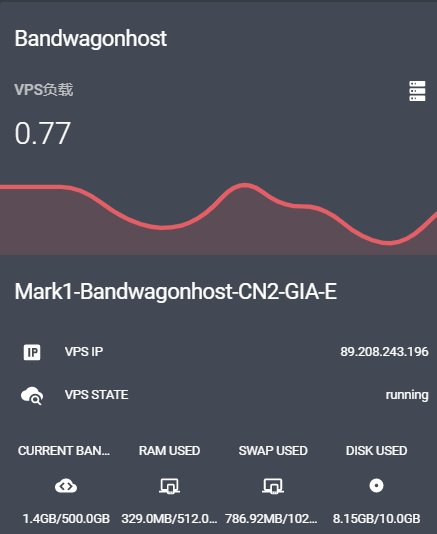 Bandwagonhost
VPS负载
0.77
Mark1-Bandwagonhost-CN2-GIA-E
IP VPS IP 89.208.243.196
VPS STATE running
CURRENT BAN... RAM USED SWAP USED DISK USED
1.4GB/500.0GB 329.0MB/512.0... 786.92MB/102... 8.15GB/10.0GB